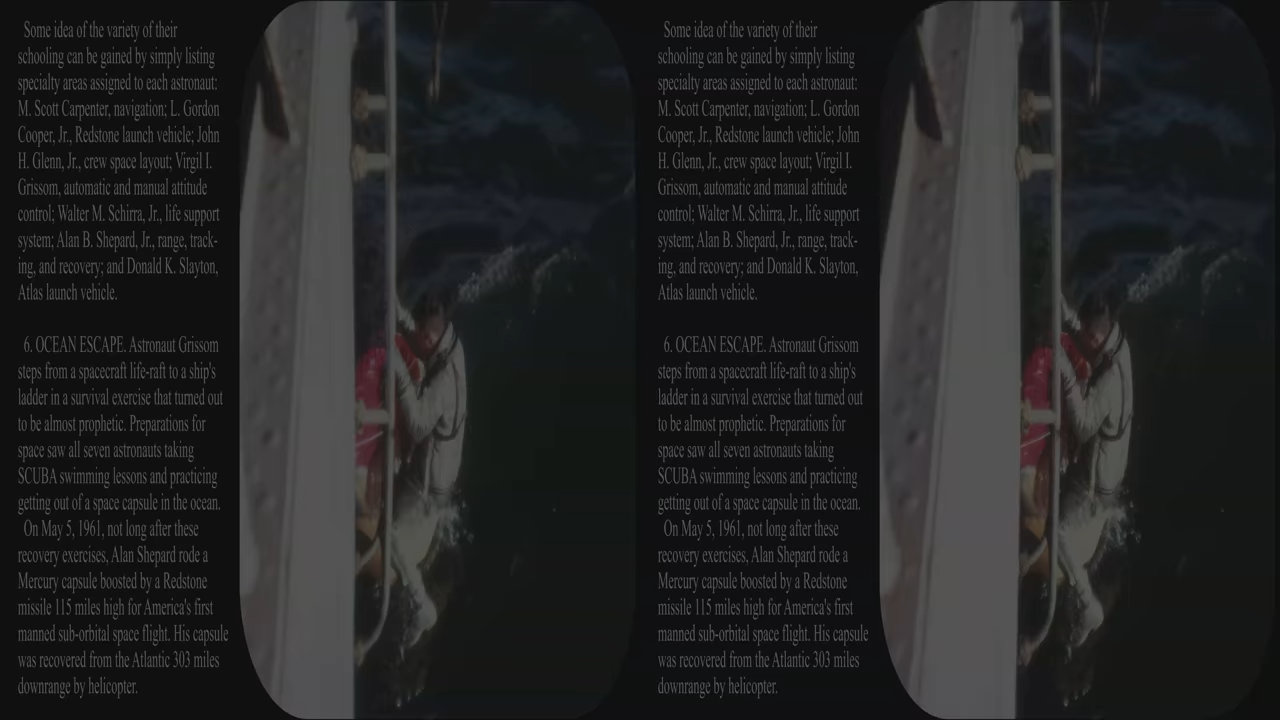 Some idea of the variety of their
schooling can be gained by simply listing
specialty areas assigned to each astronaut:
M. Scott Carpenter, navigation; L. Gordon
Cooper, Jr., Redstone launch vehicle; John
H. Glenn, Jr., crew space layout; Virgil I.
Grissom, automatic and manual attitude
control; Walter M. Schirra, Jr., life support
system; Alan B. Shepard, Jr., range, track-
ing, and recovery; and Donald K. Slayton,
Atlas launch vehicle.
6. OCEAN ESCAPE. Astronaut Grissom
steps from a spacecraft life-raft to a ship's
ladder in a survival exercise that turned out
to be almost prophetic. Preparations for
space saw all seven astronauts taking
SCUBA swimming lessons and practicing
getting out of a space capsule in the ocean.
On May 5, 1961, not long after these
recovery exercises, Alan Shepard rode a
Mercury capsule boosted by a Redstone
missile 115 miles high for America's first
manned sub-orbital space flight. His capsule
was recovered from the Atlantic 303 miles
downrange by helicopter.
Some idea of the variety of their
schooling can be gained by simply listing
specialty areas assigned to each astronaut:
M. Scott Carpenter, navigation; L. Gordon
Cooper, Jr., Redstone launch vehicle; John
H. Glenn, Jr., crew space layout; Virgil I.
Grissom, automatic and manual attitude
control; Walter M. Schirra, Jr., life support
system; Alan B. Shepard, Jr., range, track-
ing, and recovery; and Donald K. Slayton,
Atlas launch vehicle.
6. OCEAN ESCAPE. Astronaut Grissom
steps from a spacecraft life-raft to a ship's
ladder in a survival exercise that turned out
to be almost prophetic. Preparations for
space saw all seven astronauts taking
SCUBA swimming lessons and practicing
getting out of a space capsule in the ocean.
On May 5, 1961, not long after these
recovery exercises, Alan Shepard rode a
Mercury capsule boosted by a Redstone
missile 115 miles high for America's first
manned sub-orbital space flight. His capsule
was recovered from the Atlantic 303 miles
downrange by helicopter.